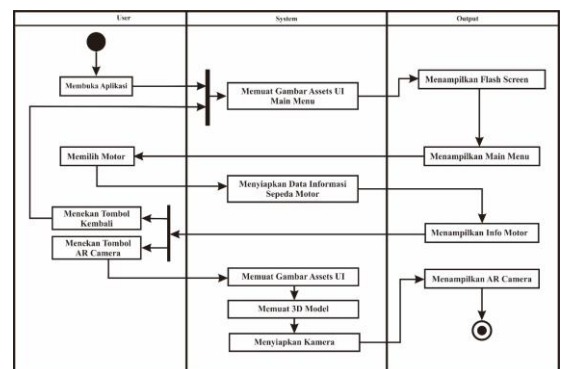 User
System
Output
Membuka Aplikasi
Memuat Gambar Assets UI
Main Menu
Menampilkan Flash Screen
Memilih Motor
Menampilkan Main Menu
Menyiapkan Data Informasi
Sepeda Motor
Menekan Tombol
Kembali
Menampilkan Info Motor
Menekan Tombol
AR Camera
Memuat Gambar Assets UI
Menampilkan AR Camera
Memuat 3D Model
Menyiapkan Kamera